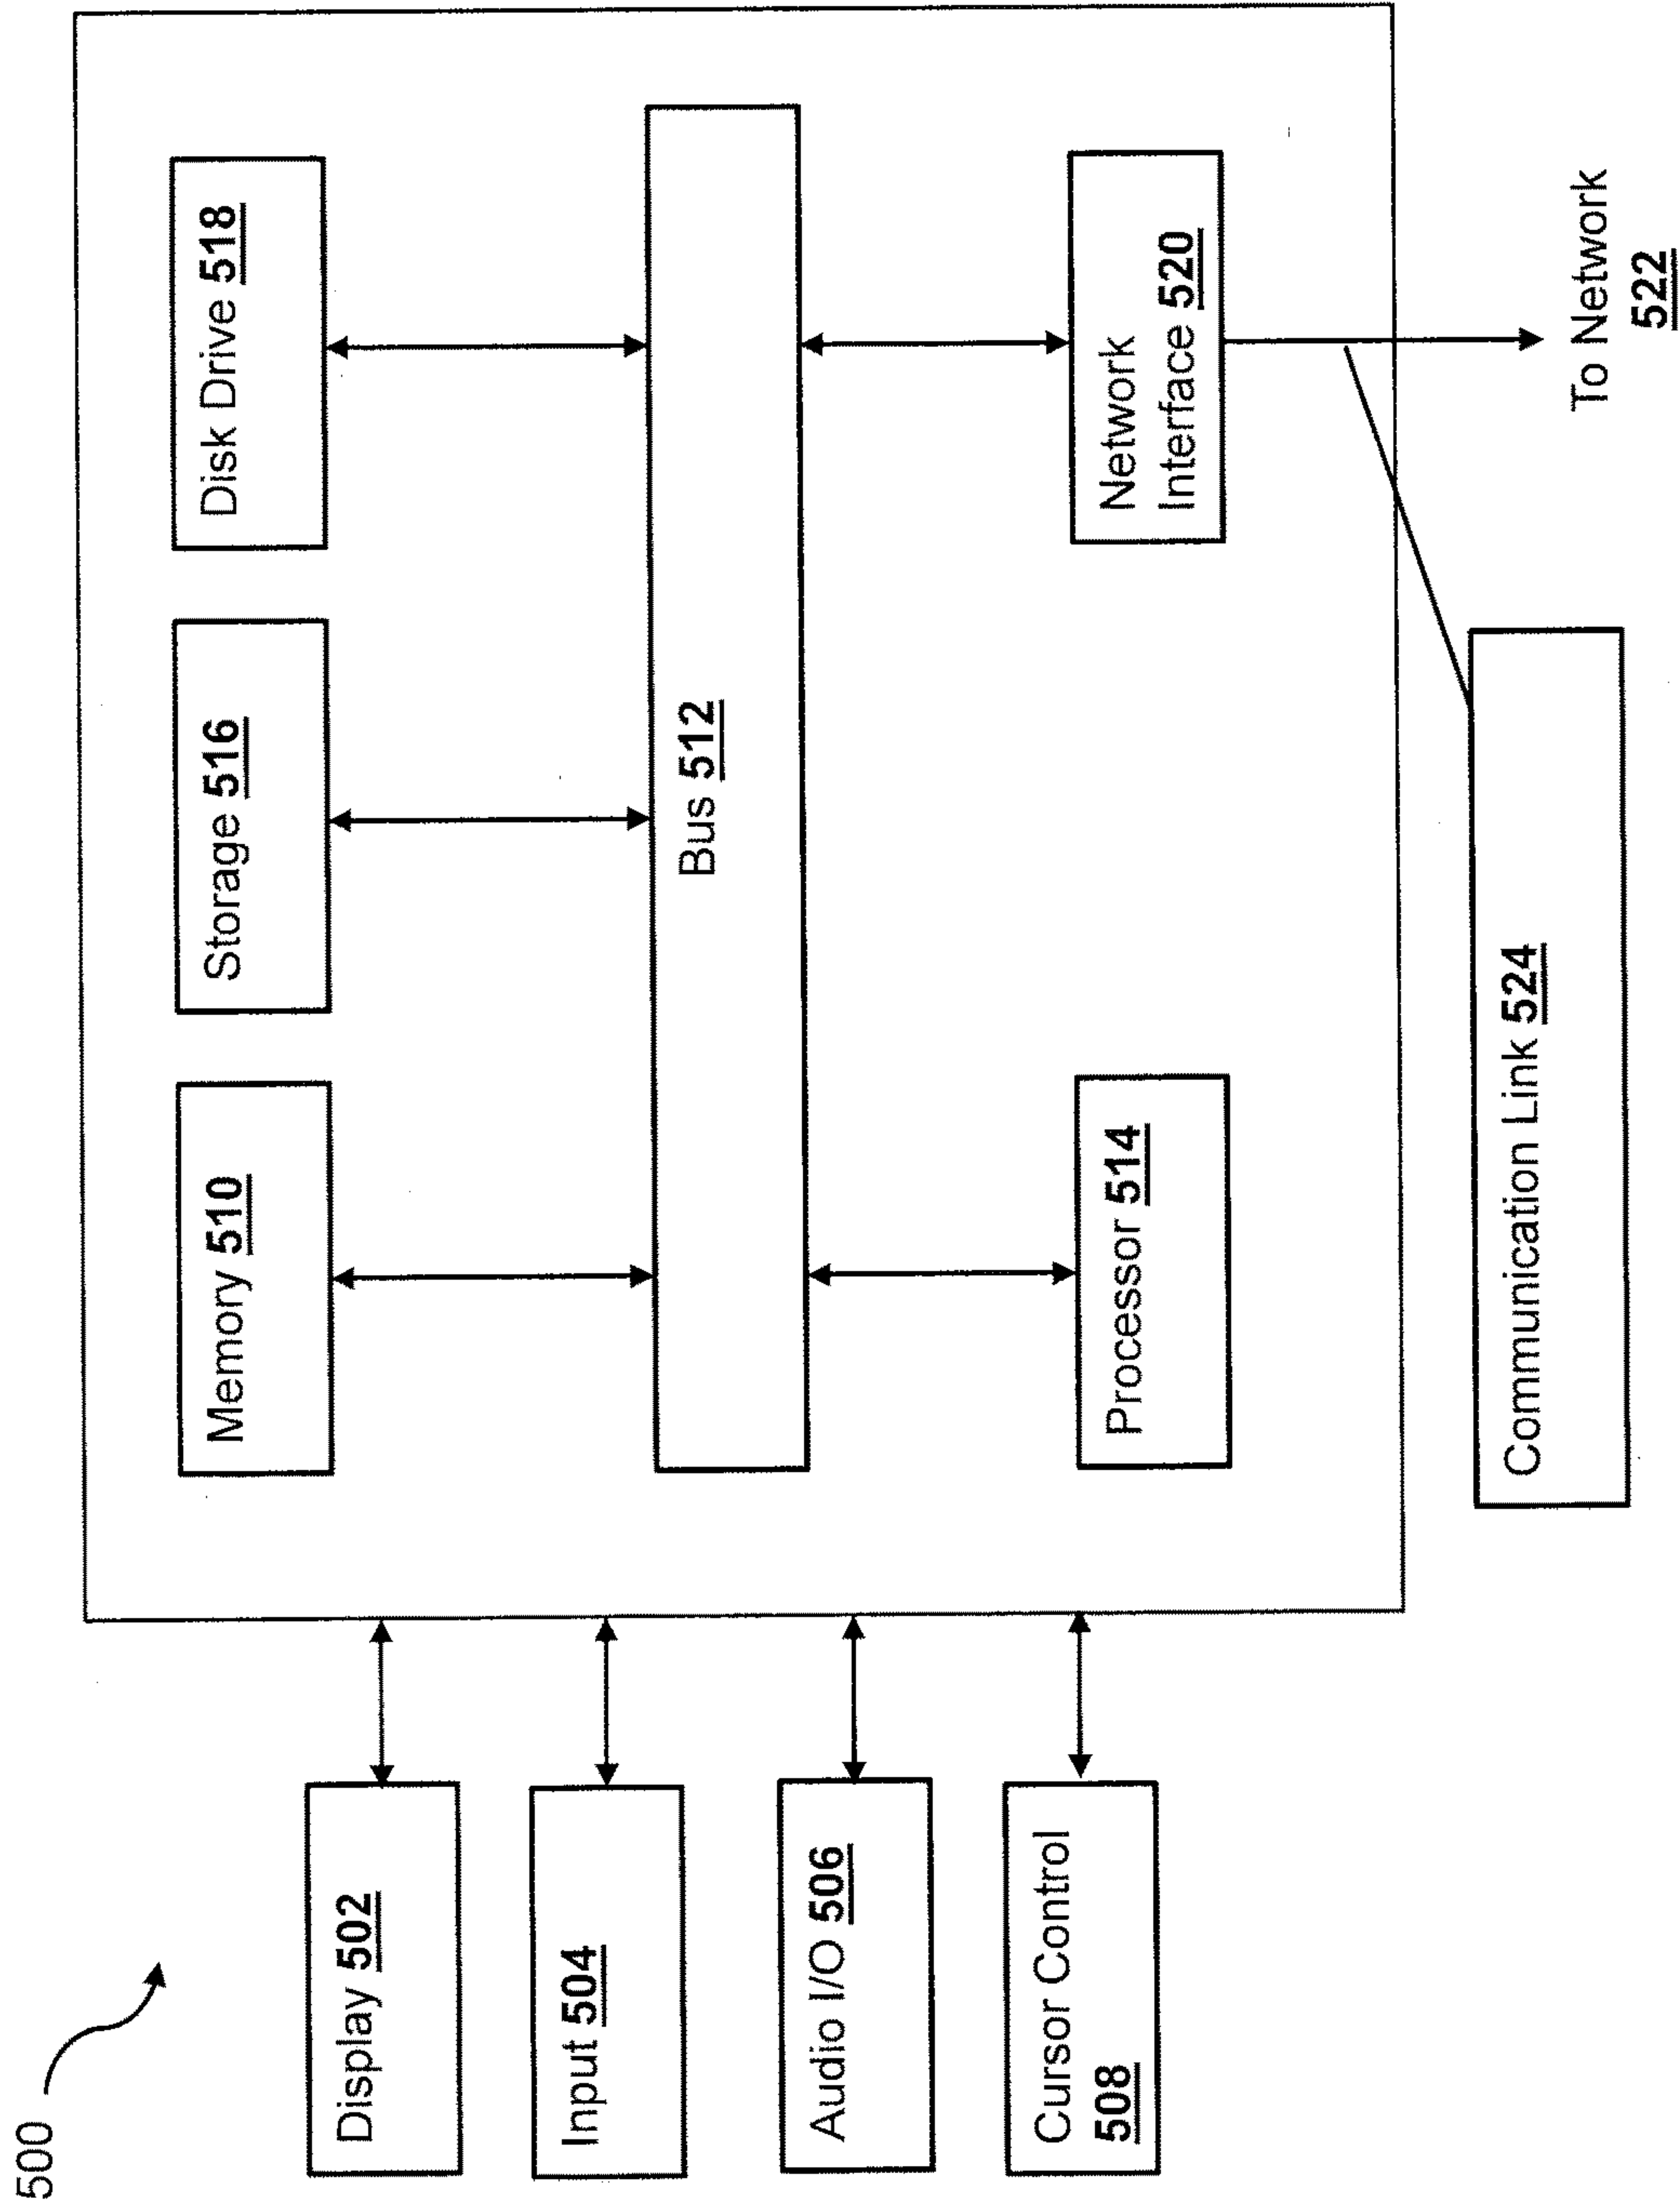 500
Display 502
Input 504
Audio I/O 506
Cursor Control
508
Memory 510
Storage 516
Disk Drive 518
Bus 512
Processor 514
Network
Interface 520
Communication Link 524
To Network
522